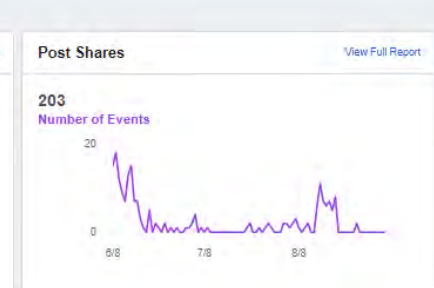 Post Shares
View Full Report
203
Number of Events
20
0
6/8 7/8 8/8